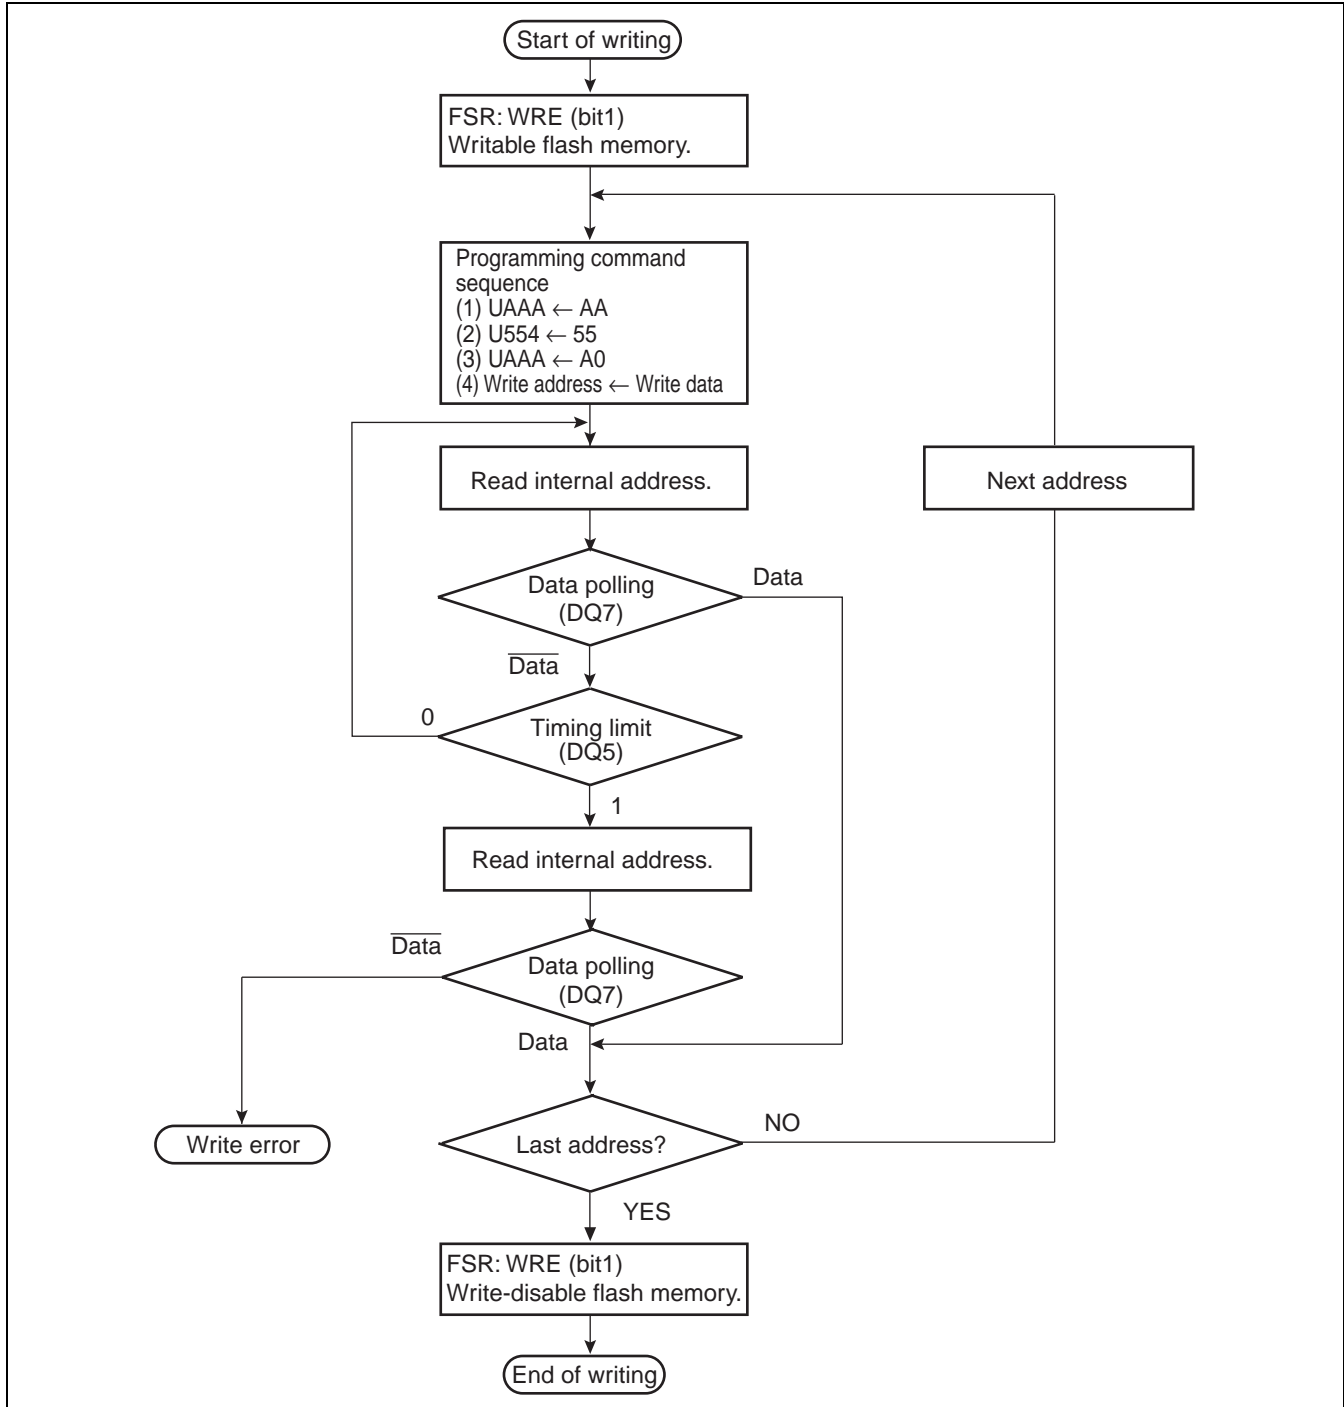 Start of writing
FSR: WRE (bit1)
Writable flash memory.
Programming command
sequence
(1) UAAA ← AA
(2) U554 ← 55
(3) UAAA ← A0
(4) Write address ← Write data
Read internal address.
Next address
Data polling
(DQ7)
Data
D̅a̅t̅a̅
Timing limit
(DQ5)
0
1
Read internal address.
D̅a̅t̅a̅
Data polling
(DQ7)
Data
Write error
Last address?
NO
YES
FSR: WRE (bit1)
Write-disable flash memory.
End of writing